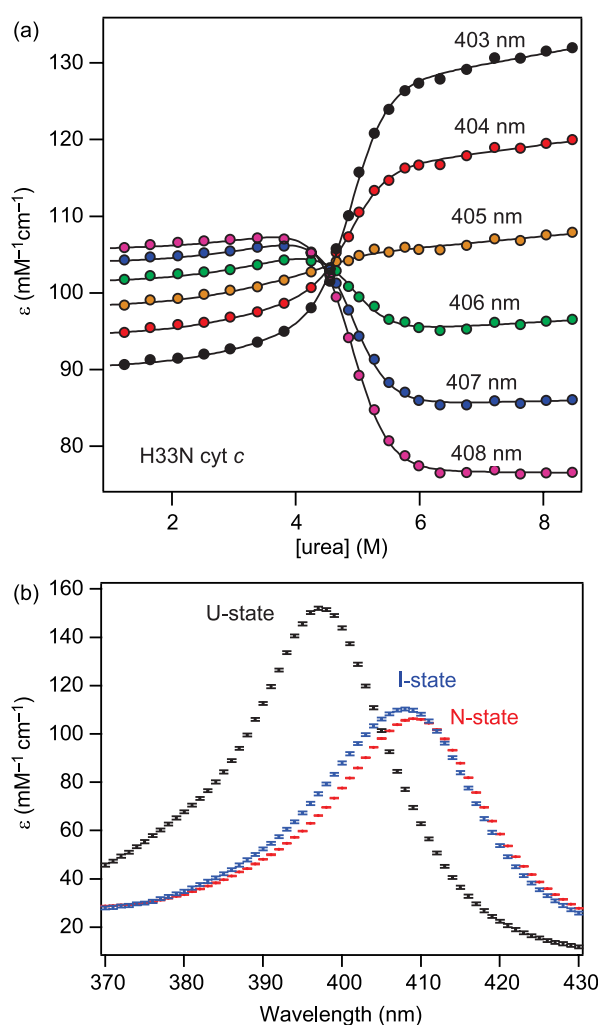 (a)
130
120
110
100
90
80
ε (mM⁻¹cm⁻¹)
403 nm
404 nm
405 nm
406 nm
407 nm
408 nm
H33N cyt c
2 4 6 8
[urea] (M)
(b)
160
140
120
100
80
60
40
20
ε (mM⁻¹ cm⁻¹)
U-state
I-state
N-state
370 380 390 400 410 420 430
Wavelength (nm)